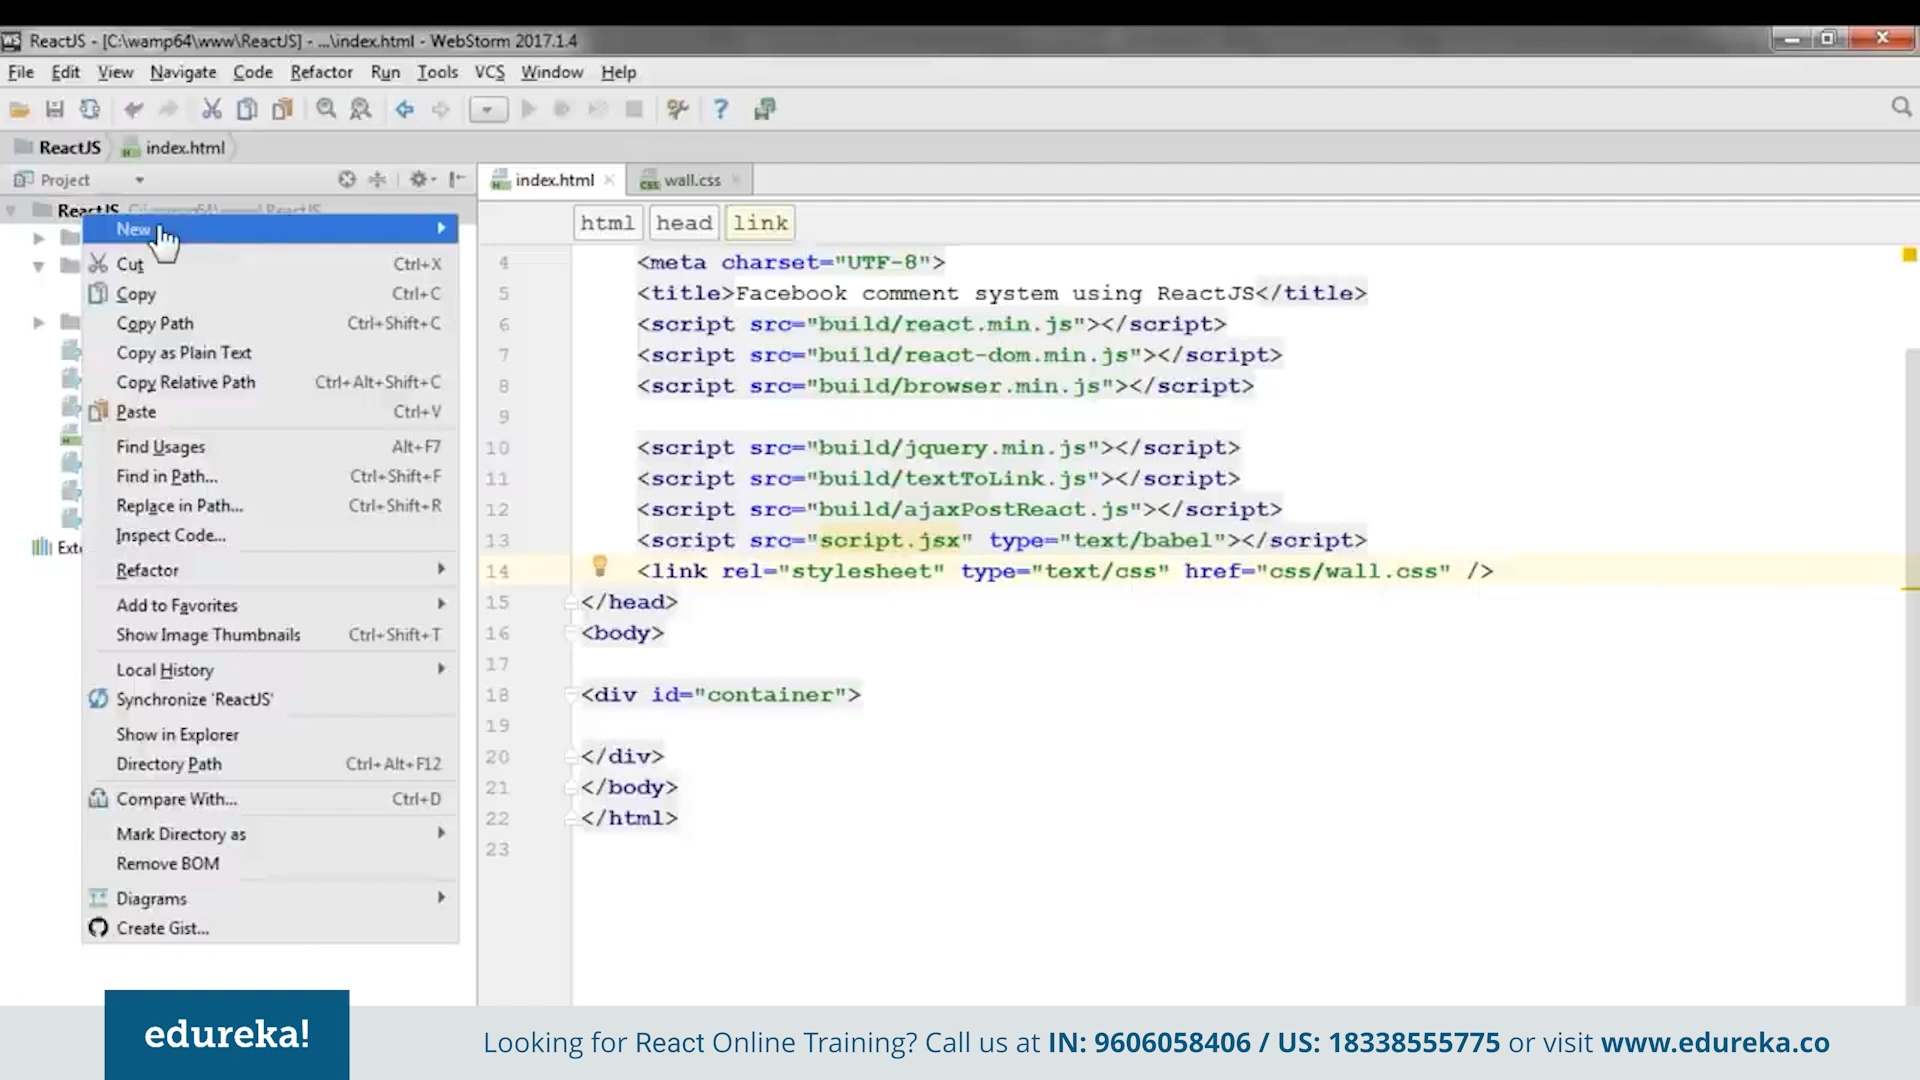 ReactJS - [C:\wamp64\www\ReactJS] - ...\index.html - WebStorm 2017.1.4
File Edit View Navigate Code Refactor Run Tools VCS Window Help
ReactJS index.html
Project
index.html wall.css
ReactJS C:\wamp64\www\ReactJS
New
Cut Ctrl+X
Copy Ctrl+C
Copy Path Ctrl+Shift+C
Copy as Plain Text
Copy Relative Path Ctrl+Alt+Shift+C
Paste Ctrl+V
Find Usages Alt+F7
Find in Path... Ctrl+Shift+F
Replace in Path... Ctrl+Shift+R
Inspect Code...
Refactor
Add to Favorites
Show Image Thumbnails Ctrl+Shift+T
Local History
Synchronize 'ReactJS'
Show in Explorer
Directory Path Ctrl+Alt+F12
Compare With... Ctrl+D
Mark Directory as
Remove BOM
Diagrams
Create Gist...
Exte
html head link
4 <meta charset="UTF-8">
5 <title>Facebook comment system using ReactJS</title>
6 <script src="build/react.min.js"></script>
7 <script src="build/react-dom.min.js"></script>
8 <script src="build/browser.min.js"></script>
9
10 <script src="build/jquery.min.js"></script>
11 <script src="build/textToLink.js"></script>
12 <script src="build/ajaxPostReact.js"></script>
13 <script src="script.jsx" type="text/babel"></script>
14 <link rel="stylesheet" type="text/css" href="css/wall.css" />
15 </head>
16 <body>
17
18 <div id="container">
19
20 </div>
21 </body>
22 </html>
23
edureka!
Looking for React Online Training? Call us at IN: 9606058406 / US: 18338555775 or visit www.edureka.co